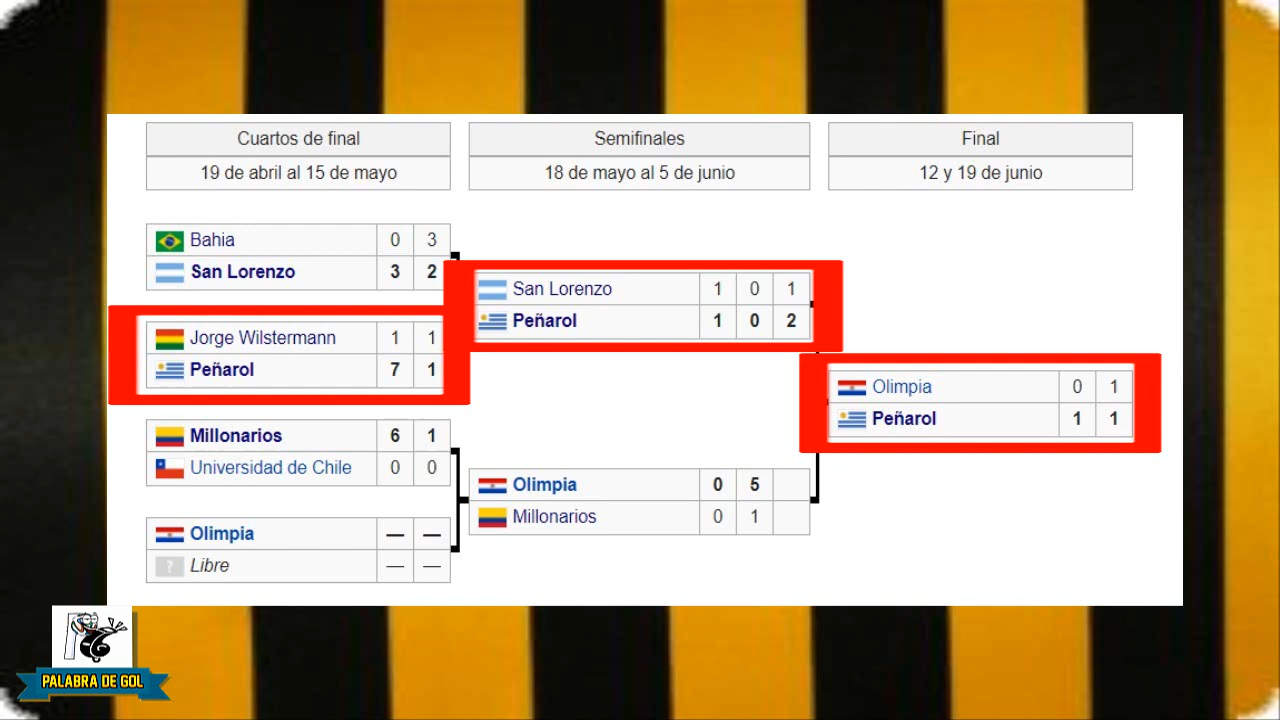 Cuartos de final
19 de abril al 15 de mayo
Semifinales
18 de mayo al 5 de junio
Final
12 y 19 de junio
Bahia 0 3
San Lorenzo 3 2
Jorge Wilstermann 1 1
Peñarol 7 1
Millonarios 6 1
Universidad de Chile 0 0
Olimpia — —
? Libre — —
San Lorenzo 1 0 1
Peñarol 1 0 2
Olimpia 0 5
Millonarios 0 1
Olimpia 0 1
Peñarol 1 1
PALABRA DE GOL